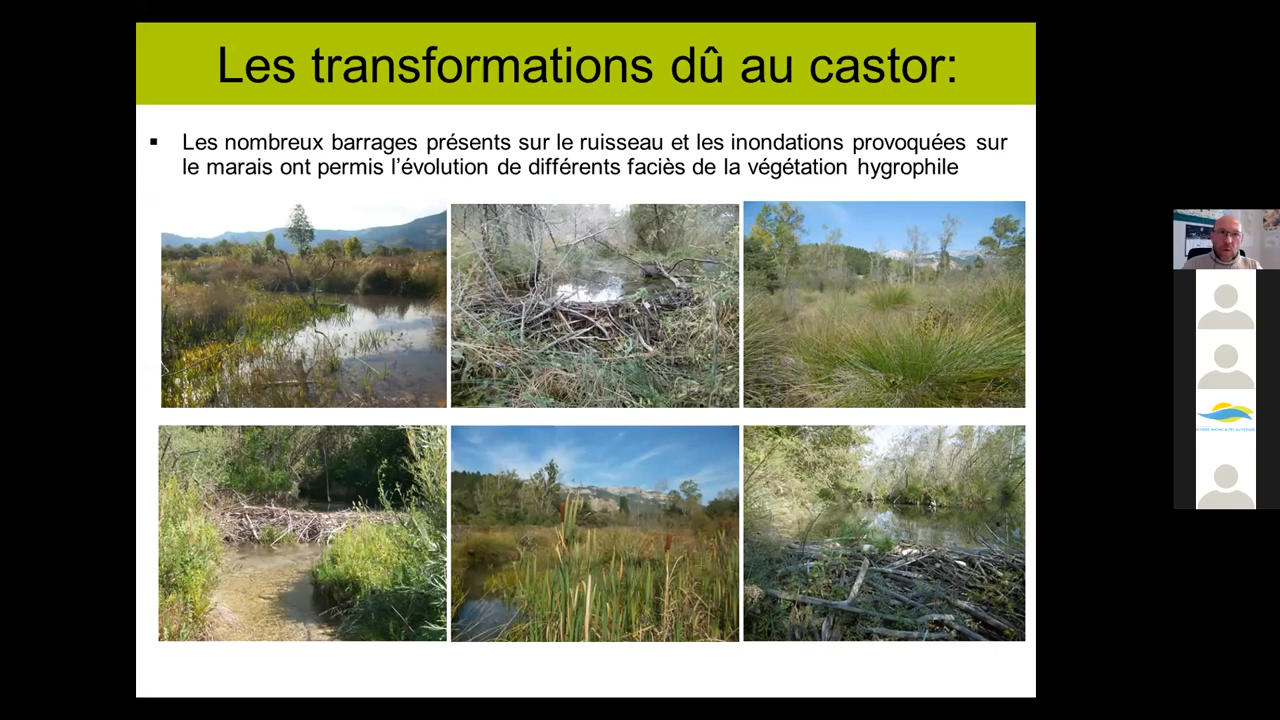 Les transformations dû au castor:
▪ Les nombreux barrages présents sur le ruisseau et les inondations provoquées sur
le marais ont permis l’évolution de différents faciès de la végétation hygrophile